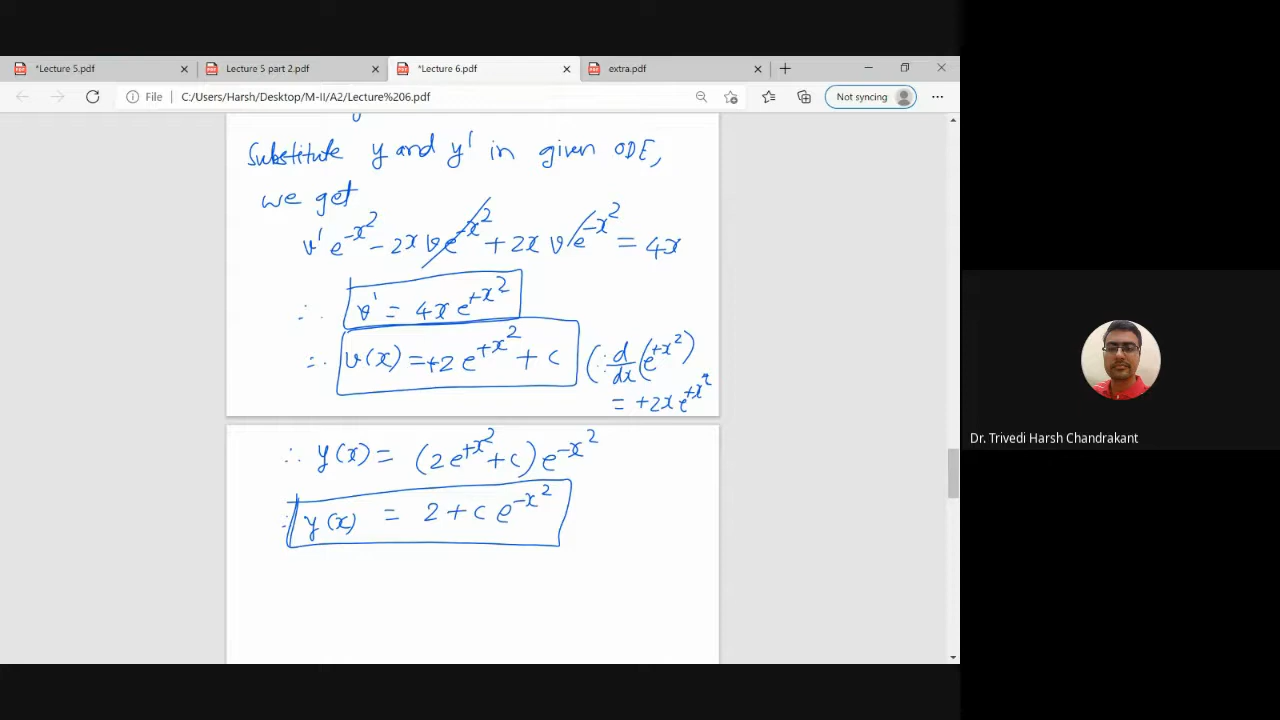 *Lecture 5.pdf
Lecture 5 part 2.pdf
*Lecture 6.pdf
extra.pdf
File
C:/Users/Harsh/Desktop/M-II/A2/Lecture%206.pdf
Not syncing
Substitute y and y' in given ODE,
we get
v' e^{-x^2} - 2x v e^{-x^2} + 2x v e^{-x^2} = 4x
∴ v' = 4x e^{+x^2}
∴ v(x) = +2 e^{+x^2} + c (∵ d/dx (e^{+x^2})
= +2x e^{+x^2}
∴ y(x) = (2e^{+x^2} + c) e^{-x^2}
∴ y(x) = 2 + c e^{-x^2}
Dr. Trivedi Harsh Chandrakant